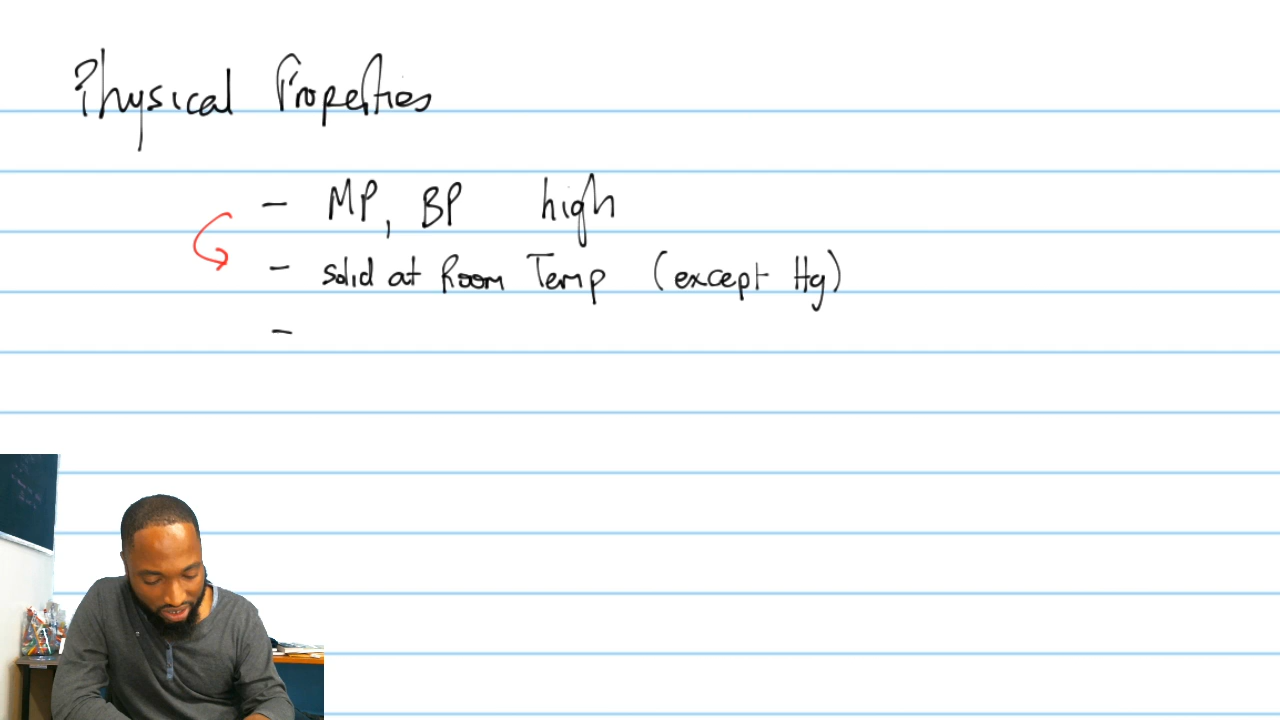 Physical Properties
- MP, BP high
- solid at Room Temp (except Hg)
-